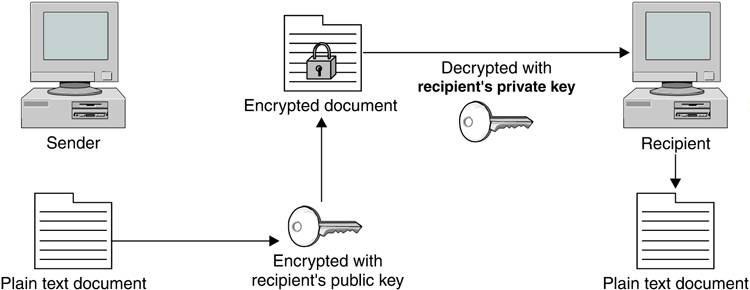 Sender
Encrypted document
Decrypted with
recipient's private key
Recipient
Plain text document
Encrypted with
recipient's public key
Plain text document